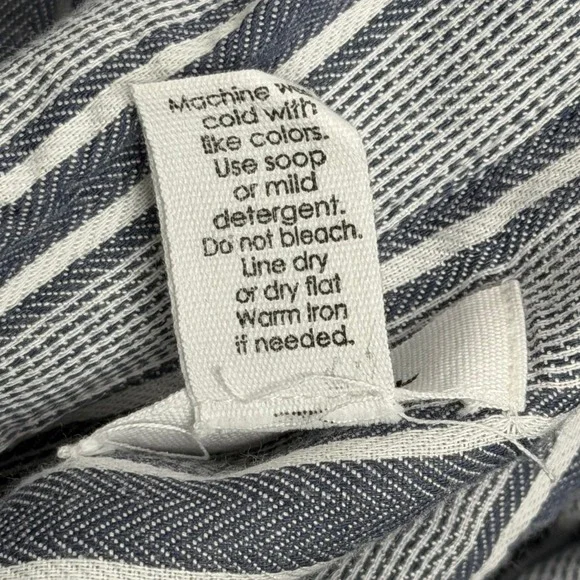 Machine
cold with
like colors.
Use soap
or mild
detergent.
Do not bleach.
Line dry
or dry flat
Warm Iron
if needed.